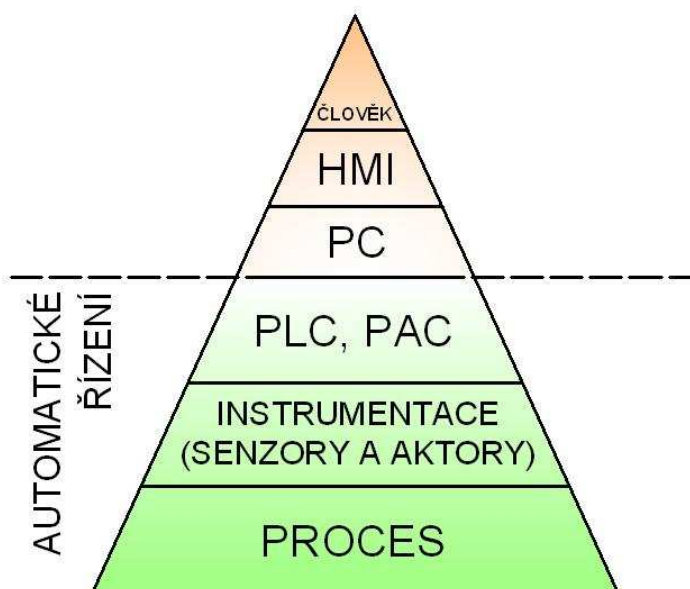 ČLOVĚK
HMI
PC
PLC, PAC
INSTRUMENTACE
(SENZORY A AKTORY)
PROCES
AUTOMATICKÉ
ŘÍZENÍ